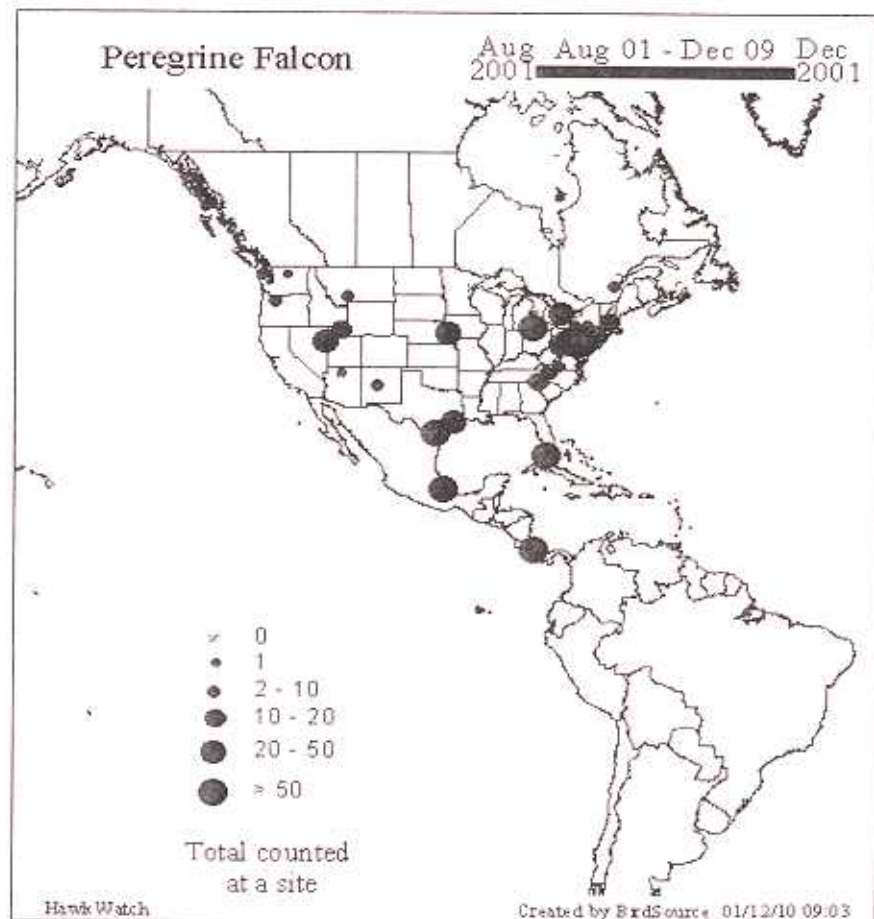 Peregrine Falcon
Aug Aug 01 - Dec 09 Dec
2001 2001
0
1
2 - 10
10 - 20
20 - 50
≥ 50
Total counted
at a site
Hawk Watch
Created by BirdSource 01/12/10 09:03